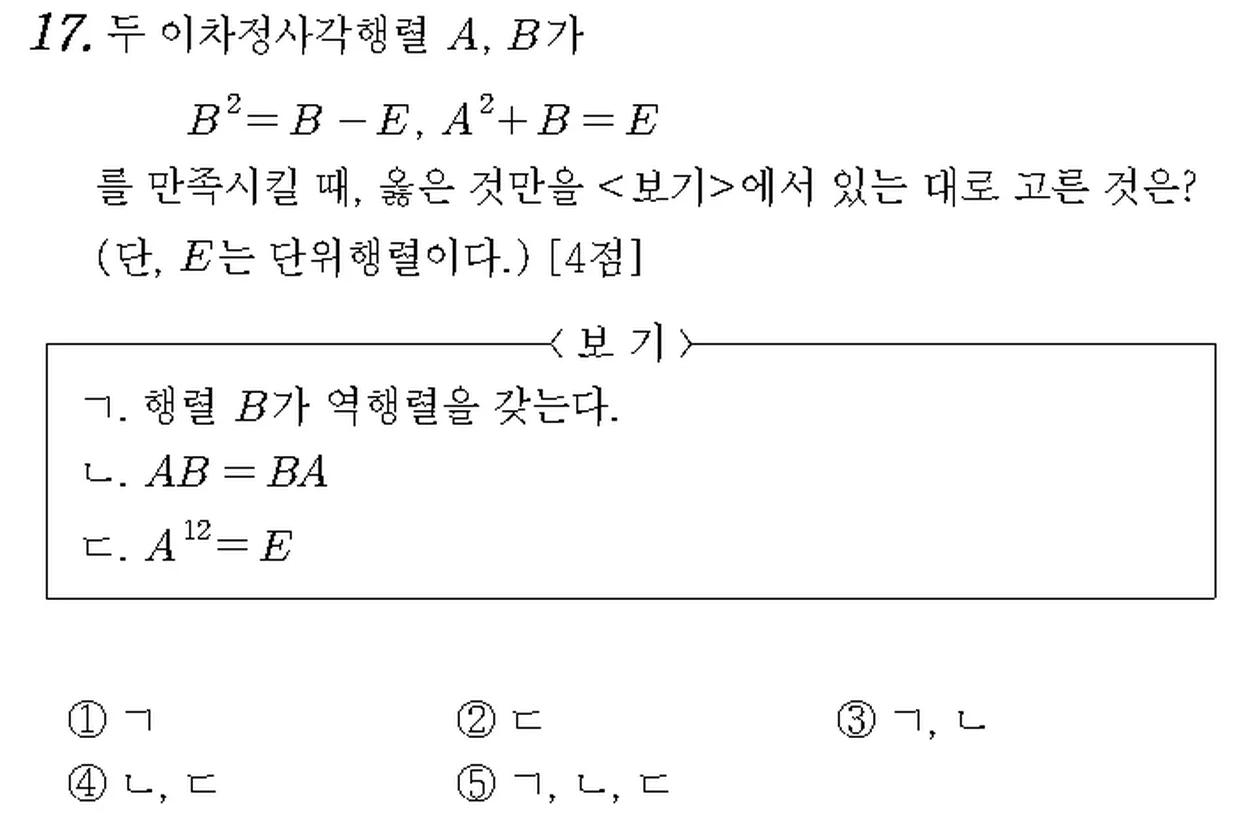 17. 두 이차정사각행렬 A, B가
B²= B − E, A²+ B = E
를 만족시킬 때, 옳은 것만을 <보기>에서 있는 대로 고른 것은?
(단, E는 단위행렬이다.) [4점]
〈 보 기 〉
ㄱ. 행렬 B가 역행렬을 갖는다.
ㄴ. AB = BA
ㄷ. A¹²= E
① ㄱ ② ㄷ ③ ㄱ, ㄴ
④ ㄴ, ㄷ ⑤ ㄱ, ㄴ, ㄷ